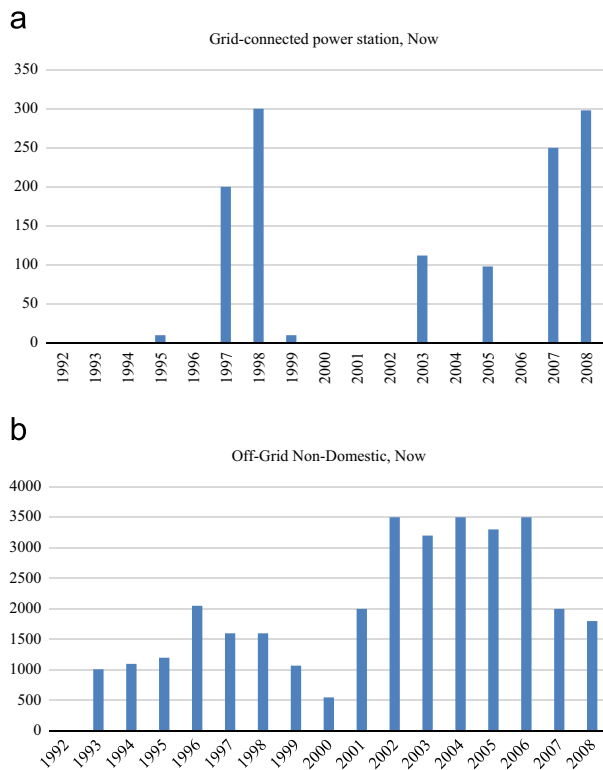 a
Grid-connected power station, Now
350
300
250
200
150
100
50
0
1992 1993 1994 1995 1996 1997 1998 1999 2000 2001 2002 2003 2004 2005 2006 2007 2008
b
Off-Grid Non-Domestic, Now
4000
3500
3000
2500
2000
1500
1000
500
0
1992 1993 1994 1995 1996 1997 1998 1999 2000 2001 2002 2003 2004 2005 2006 2007 2008